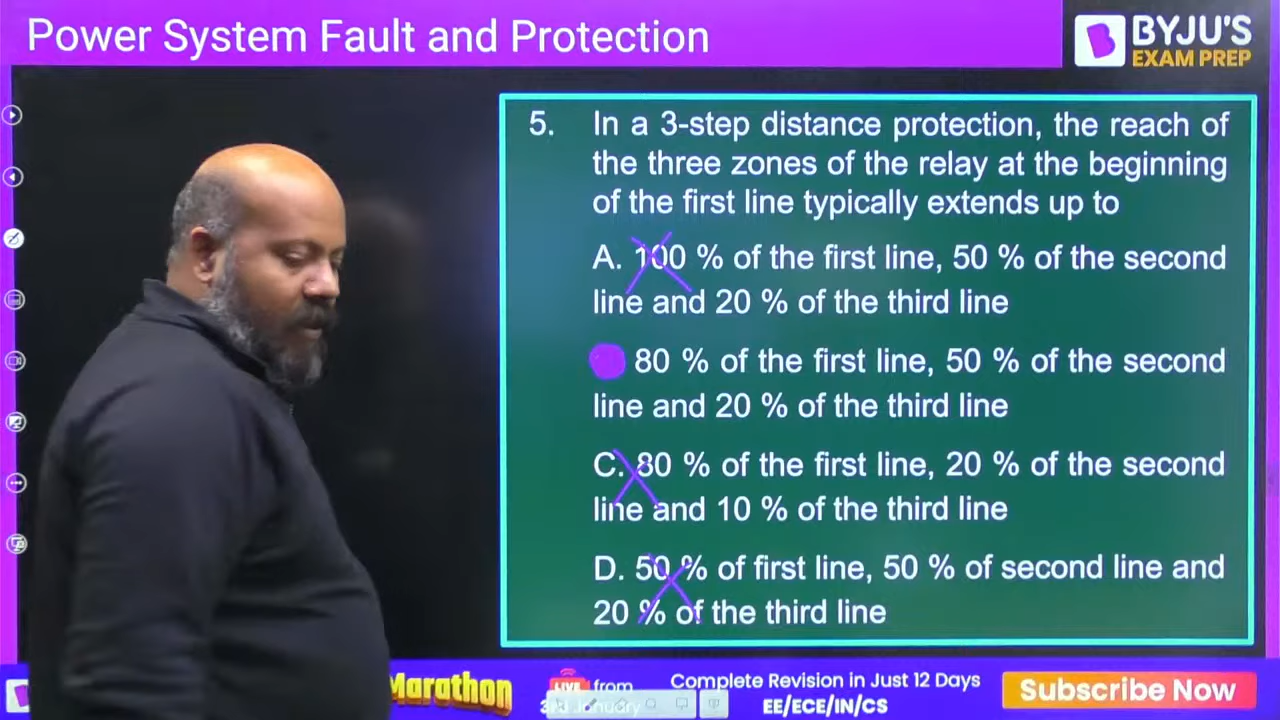 Power System Fault and Protection
BYJU'S
EXAM PREP
5. In a 3-step distance protection, the reach of
the three zones of the relay at the beginning
of the first line typically extends up to
A. 100 % of the first line, 50 % of the second
line and 20 % of the third line
80 % of the first line, 50 % of the second
line and 20 % of the third line
C. 80 % of the first line, 20 % of the second
line and 10 % of the third line
D. 50 % of first line, 50 % of second line and
20 % of the third line
Marathon
LIVE from
3rd January
Complete Revision in Just 12 Days
EE/ECE/IN/CS
Subscribe Now